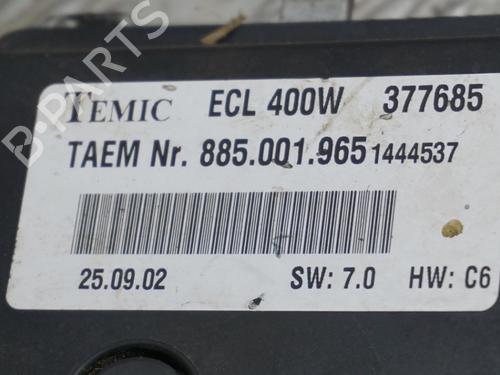 B-PARTS
TEMIC ECL 400W 377685
TAEM Nr. 885.001.965 1444537
25.09.02 SW: 7.0 HW: C6